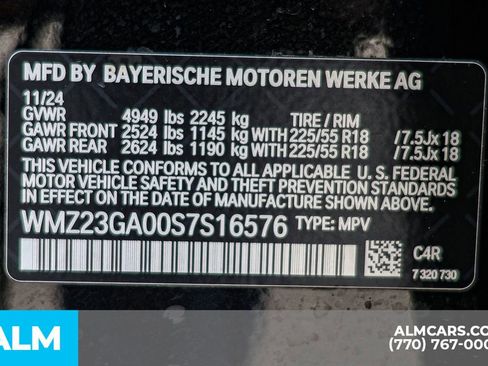 MFD BY BAYERISCHE MOTOREN WERKE AG
11/24
GVWR 4949 lbs 2245 kg TIRE / RIM
GAWR FRONT 2524 lbs 1145 kg WITH 225/55 R18 /7.5Jx18
GAWR REAR 2624 lbs 1190 kg WITH 225/55 R18 /7.5Jx18
THIS VEHICLE CONFORMS TO ALL APPLICABLE U. S. FEDERAL
MOTOR VEHICLE SAFETY AND THEFT PREVENTION STANDARDS
IN EFFECT ON THE DATE OF MANUFACTURE SHOWN ABOVE.
WMZ23GA00S7S16576 TYPE: MPV
C4R
7 320 730
ALM
ALMCARS.COM
(770) 767-000